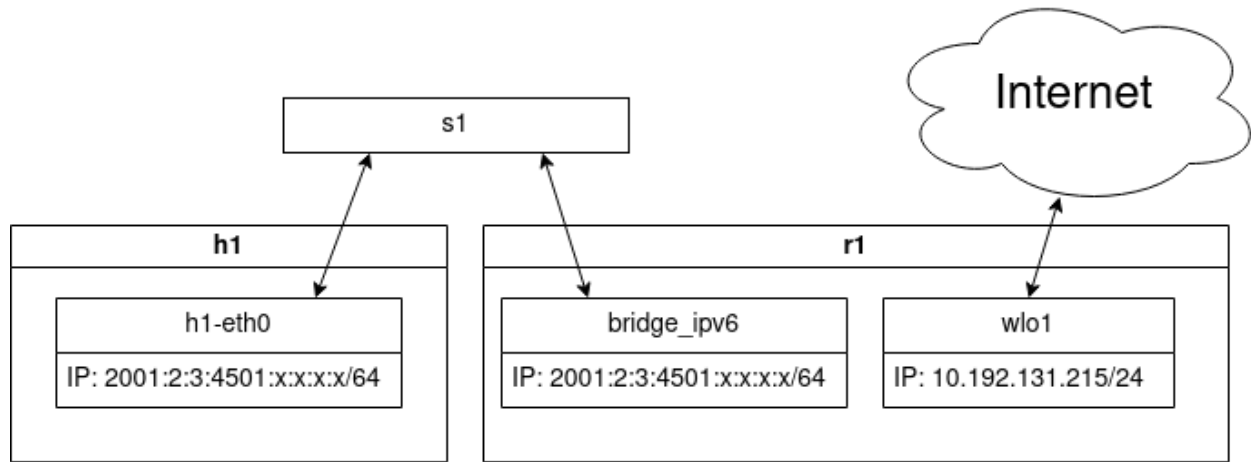 Internet
s1
h1
r1
h1-eth0
bridge_ipv6
wlo1
IP: 2001:2:3:4501:x:x:x:x/64
IP: 2001:2:3:4501:x:x:x:x/64
IP: 10.192.131.215/24